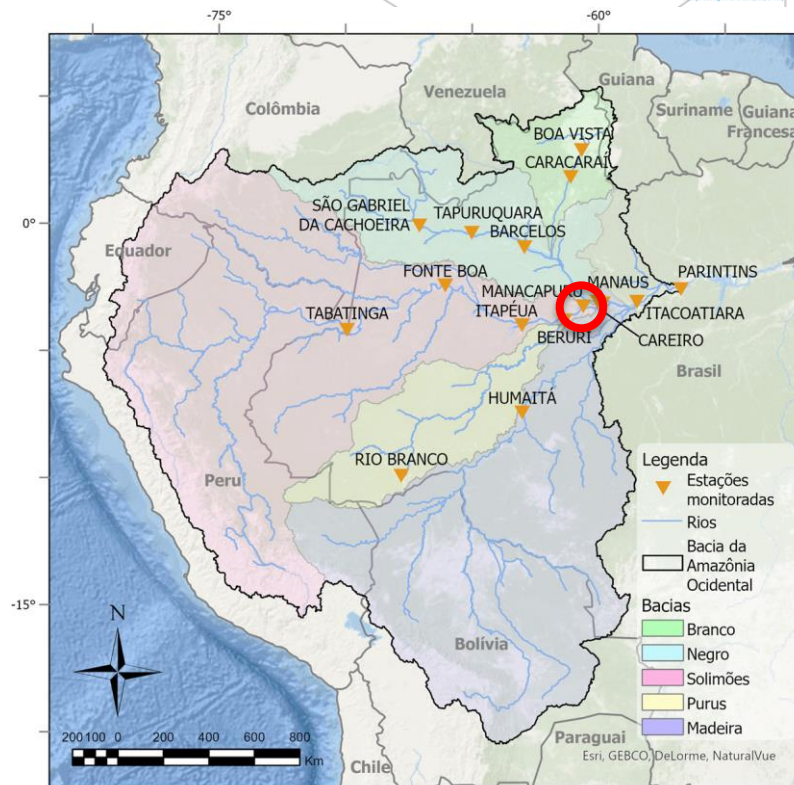 -75°
-60°
Venezuela
Guiana
Colômbia
Suriname
Guiana
Francesa
BOA VISTA
CARACARAÍ
SÃO GABRIEL
DA CACHOEIRA
TAPURUQUARA
BARCELOS
0°
Equador
FONTE BOA
MANACAPURU
MANAUS
PARINTINS
TABATINGA
ITAPÉUA
ITACOATIARA
BERURI
CAREIRO
Brasil
HUMAITÁ
RIO BRANCO
Peru
Legenda
Estações
monitoradas
Rios
Bacia da
Amazônia
Ocidental
-15°
N
Bolívia
Bacias
Branco
Negro
Solimões
Purus
Madeira
200 100 0 200 400 600 800
Km
Paraguai
Chile
Esri, GEBCO, DeLorme, NaturalVue